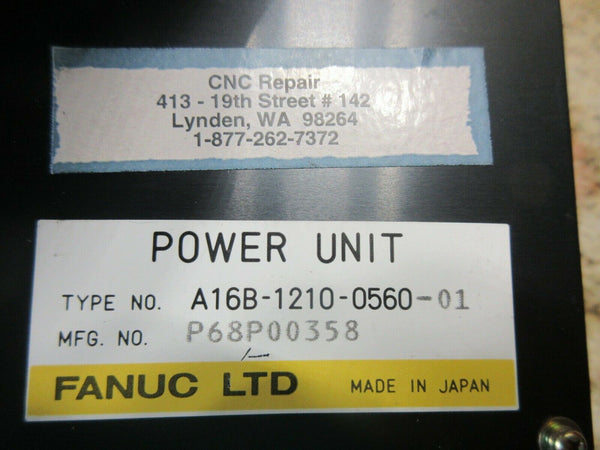 CNC Repair
413 - 19th Street # 142
Lynden, WA 98264
1-877-262-7372
POWER UNIT
TYPE NO. A16B-1210-0560-01
MFG. NO. P68P00358
FANUC LTD MADE IN JAPAN